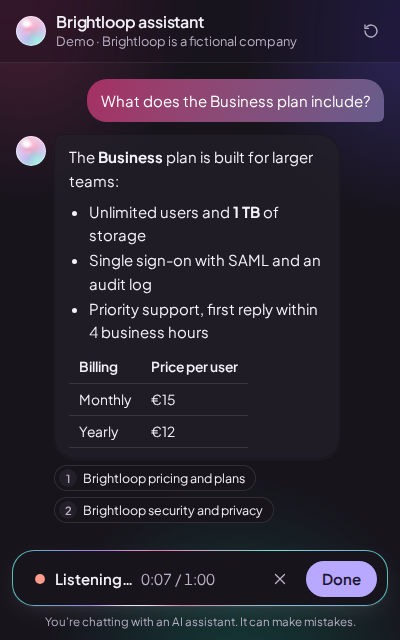 Brightloop assistant
Demo · Brightloop is a fictional company
What does the Business plan include?
The Business plan is built for larger
teams:
• Unlimited users and 1 TB of
storage
• Single sign-on with SAML and an
audit log
• Priority support, first reply within
4 business hours
Billing Price per user
Monthly €15
Yearly €12
1 Brightloop pricing and plans
2 Brightloop security and privacy
Listening… 0:07 / 1:00 Done
You're chatting with an AI assistant. It can make mistakes.